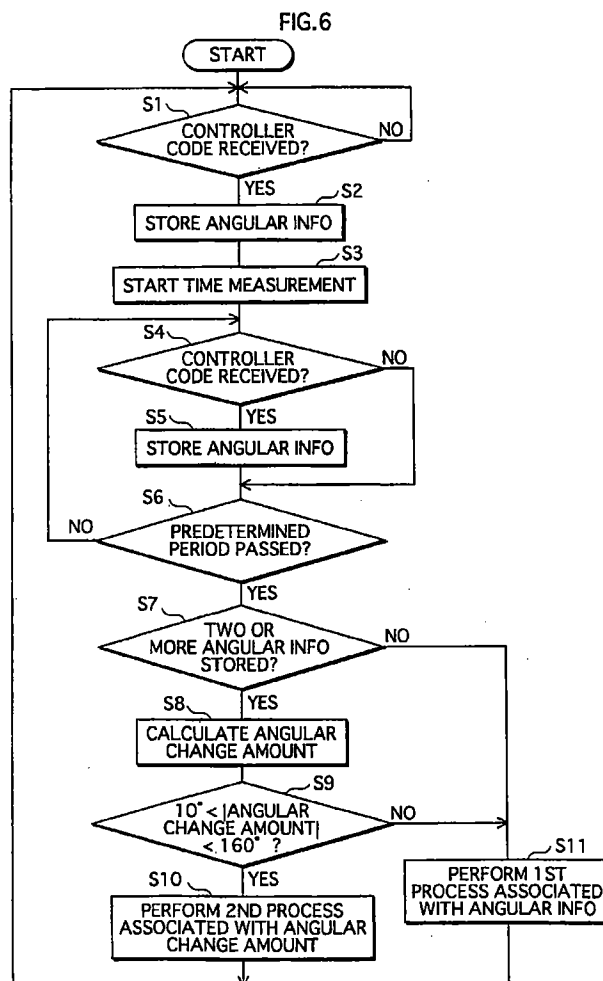 FIG.6
START
S1
CONTROLLER
CODE RECEIVED?
NO
YES
S2
STORE ANGULAR INFO
S3
START TIME MEASUREMENT
S4
CONTROLLER
CODE RECEIVED?
NO
YES
S5
STORE ANGULAR INFO
S6
PREDETERMINED
PERIOD PASSED?
NO
YES
S7
TWO OR
MORE ANGULAR INFO
STORED?
NO
YES
S8
CALCULATE ANGULAR
CHANGE AMOUNT
S9
10°<|ANGULAR
CHANGE AMOUNT|
<160° ?
NO
YES
S10
PERFORM 2ND PROCESS
ASSOCIATED WITH ANGULAR
CHANGE AMOUNT
S11
PERFORM 1ST
PROCESS ASSOCIATED
WITH ANGULAR INFO